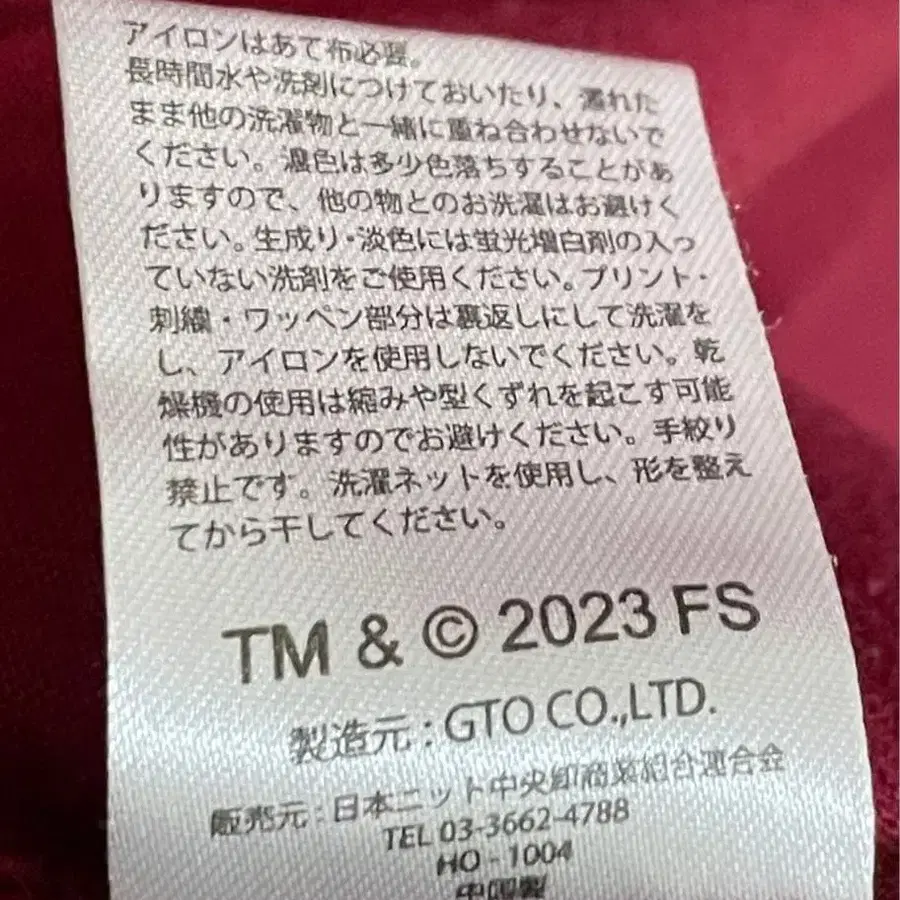 アイロンはあて布必要。
長時間水や洗剤につけておいたり、濡れた
まま他の洗濯物と一緒に重ね合わせないで
ください。濃色は多少色落ちすることがあ
りますので、他の物とのお洗濯はお避けく
ださい。生成り・淡色には蛍光増白剤の入っ
ていない洗剤をご使用ください。プリント・
刺繍・ワッペン部分は裏返しにして洗濯を
し、アイロンを使用しないでください。乾
燥機の使用は縮みや型くずれを起こす可能
性がありますのでお避けください。手絞り
禁止です。洗濯ネットを使用し、形を整え
てから干してください。
TM & © 2023 FS
製造元：GTO CO.,LTD.
販売元：日本ニット中央卸商業組合連合会
TEL 03-3662-4788
HO - 1004
中国製